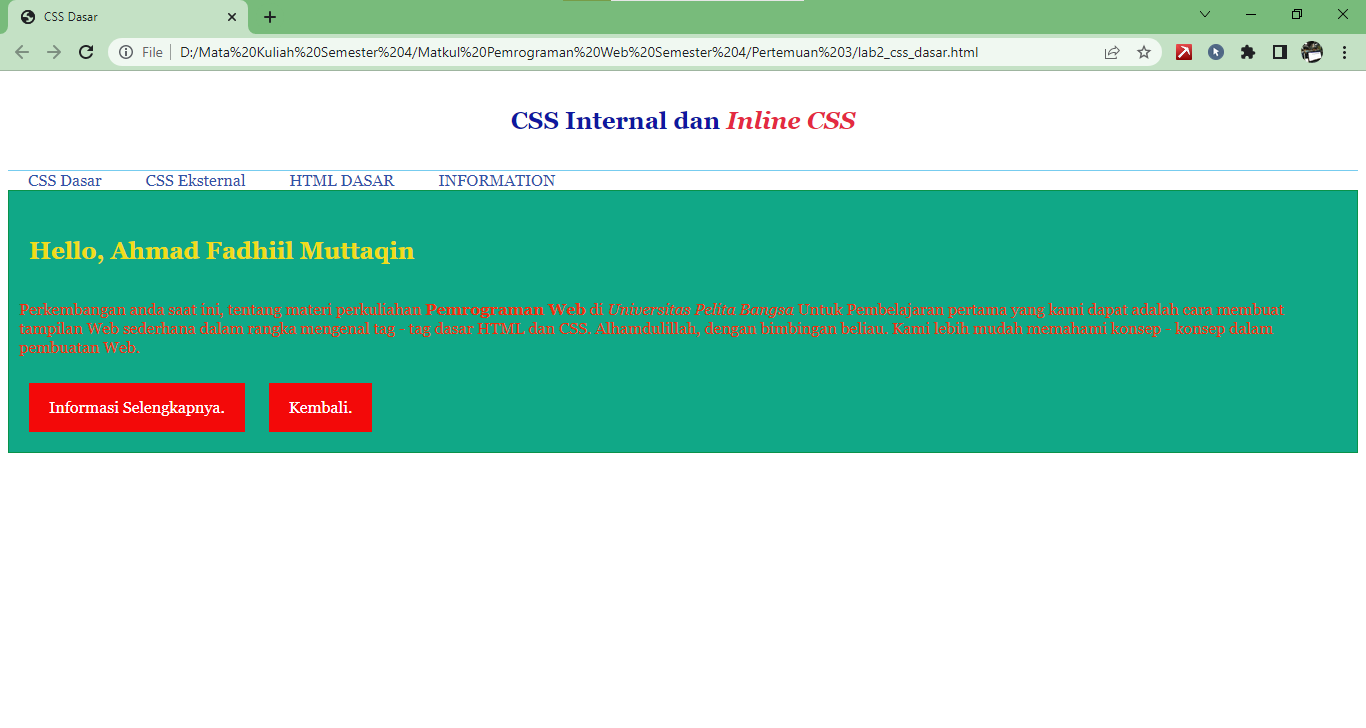 CSS Dasar
File | D:/Mata%20Kuliah%20Semester%204/Matkul%20Pemrograman%20Web%20Semester%204/Pertemuan%203/lab2_css_dasar.html
CSS Internal dan Inline CSS
CSS Dasar CSS Eksternal HTML DASAR INFORMATION
Hello, Ahmad Fadhiil Muttaqin
Perkembangan anda saat ini, tentang materi perkuliahan Pemrograman Web di Universitas Pelita Bangsa Untuk Pembelajaran pertama yang kami dapat adalah cara membuat
tampilan Web sederhana dalam rangka mengenal tag - tag dasar HTML dan CSS. Alhamdulillah, dengan bimbingan beliau. Kami lebih mudah memahami konsep - konsep dalam
pembuatan Web.
Informasi Selengkapnya. Kembali.